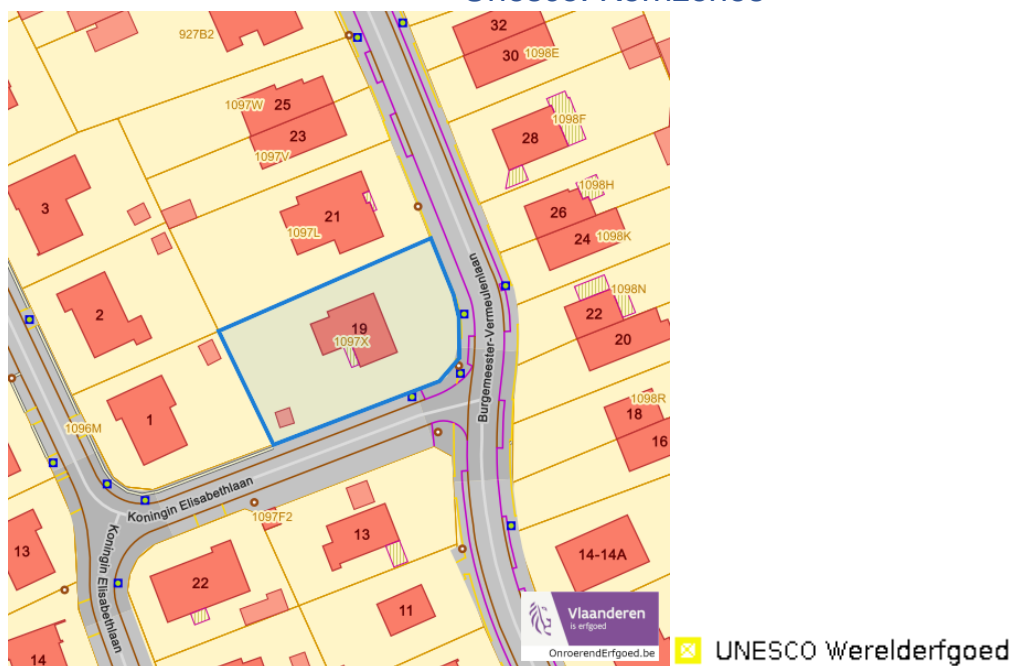 32
30
1098E
927B2
1097W
25
23
1097V
28
1098F
3
21
1097L
1098H
26
24
1098K
Burgemeester-Vermeulenlaan
1098N
22
20
2
19
1097X
1
1096M
1098R
18
16
Koningin Elisabethlaan
Koningin Elisabethlaan
1097F2
13
13
14-14A
22
11
14
Vlaanderen
is erfgoed
OnroerendErfgoed.be
UNESCO Werelderfgoed